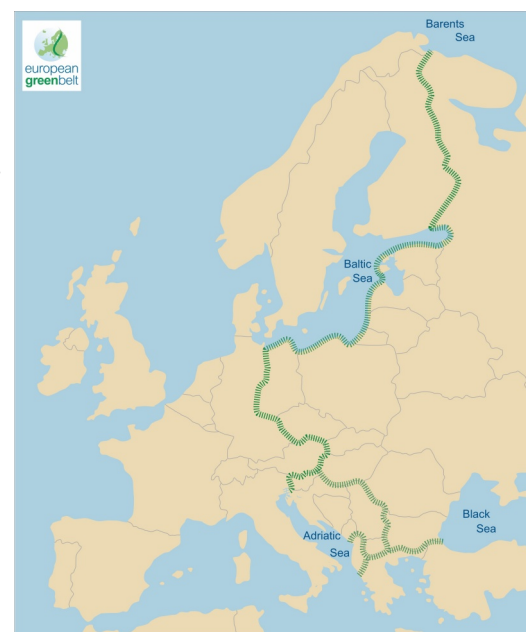 european
greenbelt
Barents
Sea
Baltic
Sea
Adriatic
Sea
Black
Sea